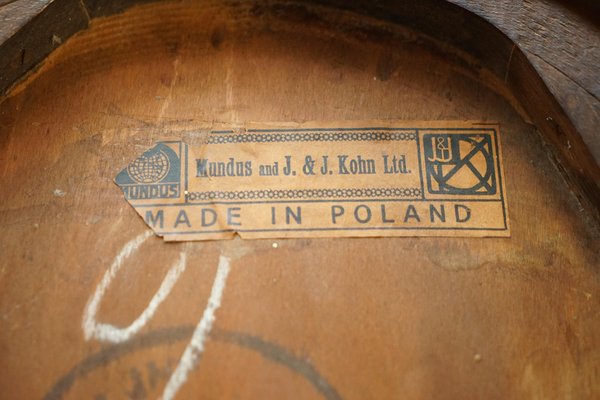 MUNDUS
Mundus and J. & J. Kohn Ltd.
J&J
MADE IN POLAND